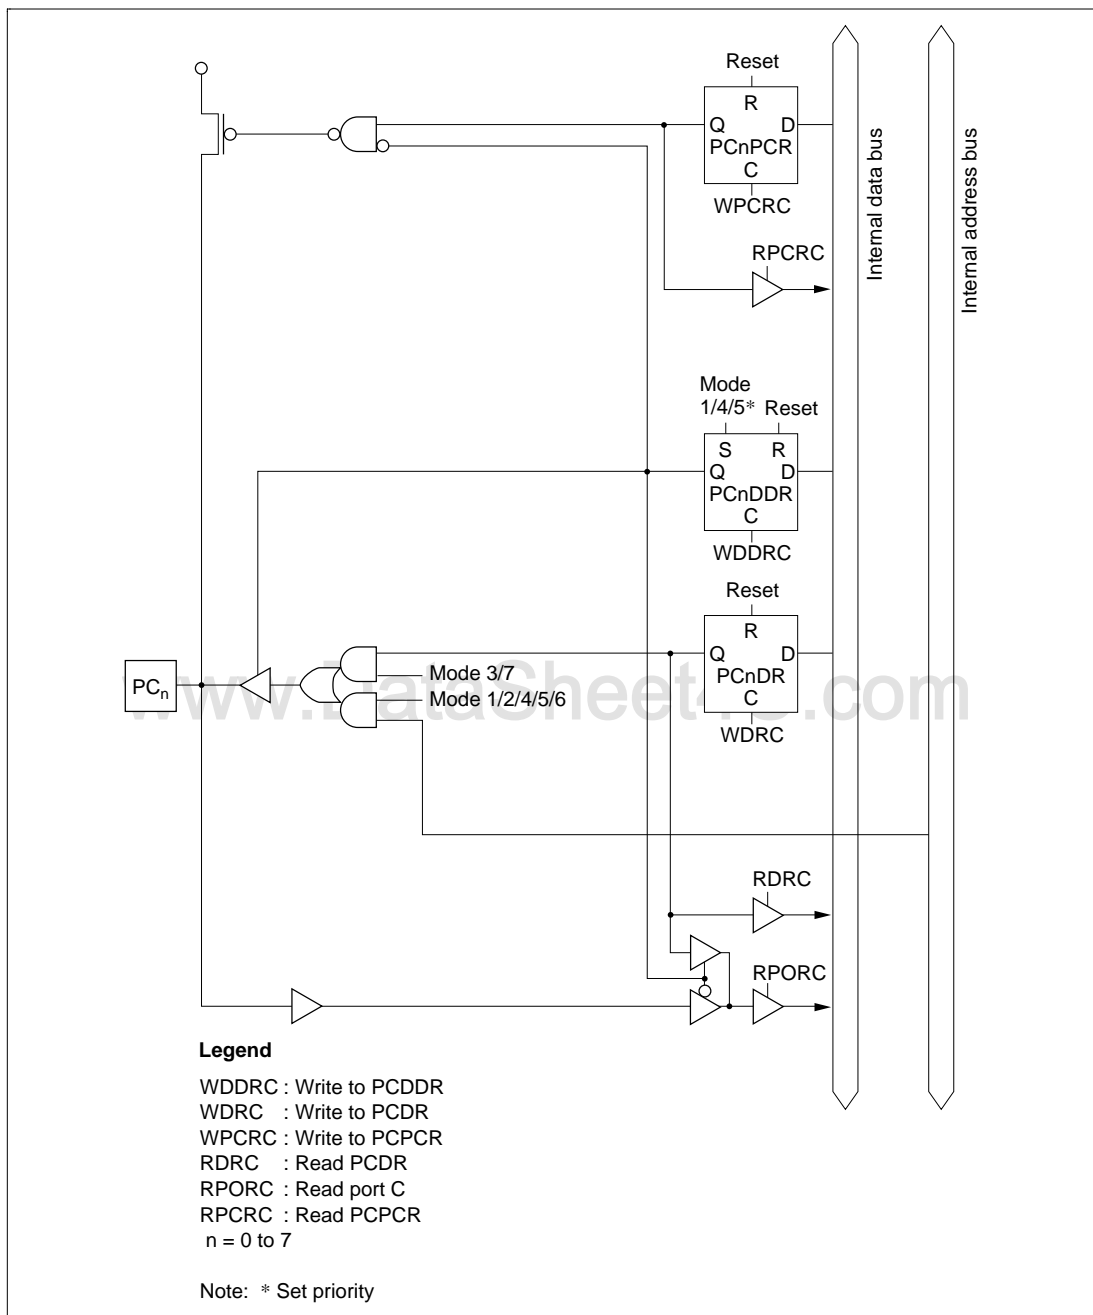 Reset
R
Q D
PCnPCR
C
WPCRC
RPCRC
Internal data bus
Internal address bus
Mode
1/4/5* Reset
S R
Q D
PCnDDR
C
WDDRC
Reset
R
Q D
PCnDR
C
WDRC
PCn
Mode 3/7
Mode 1/2/4/5/6
www.DataSheet4U.com
RDRC
RPORC
Legend
WDDRC : Write to PCDDR
WDRC : Write to PCDR
WPCRC : Write to PCPCR
RDRC : Read PCDR
RPORC : Read port C
RPCRC : Read PCPCR
n = 0 to 7
Note: * Set priority